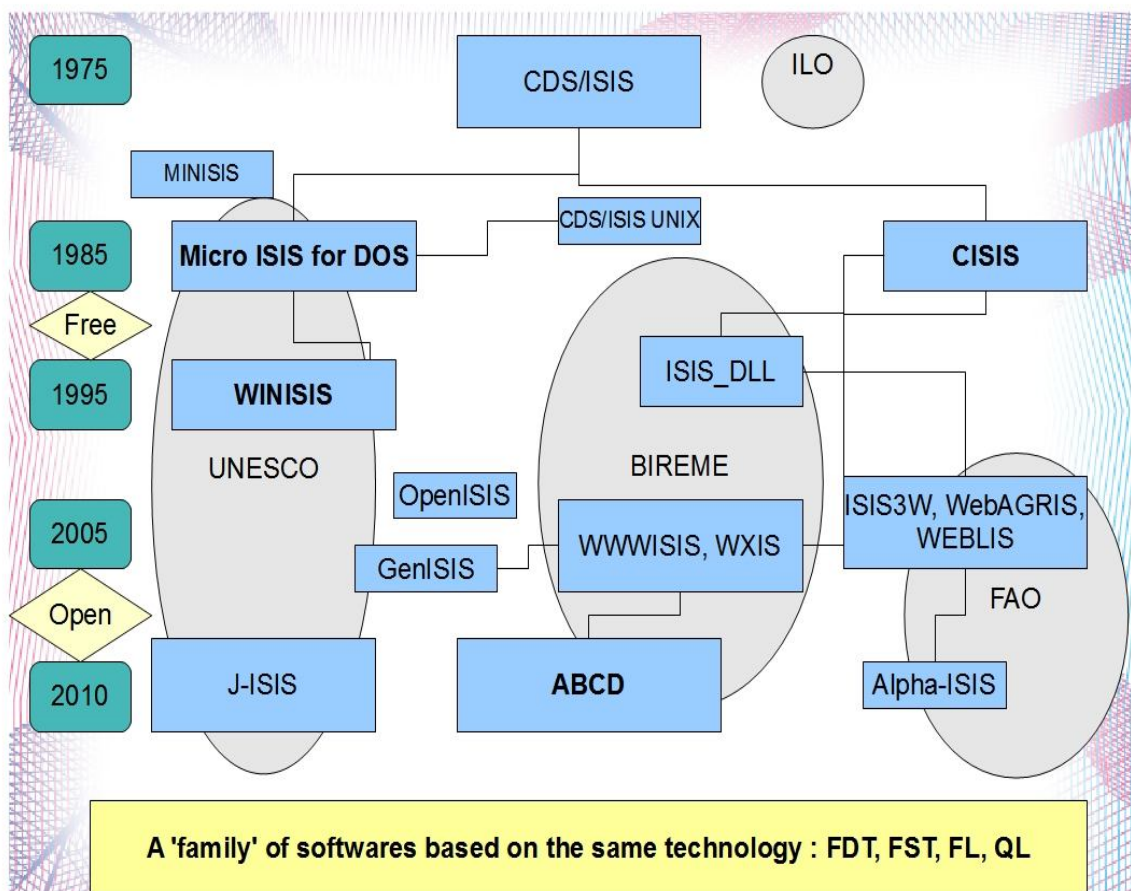 1975
CDS/ISIS
ILO
MINISIS
1985
Micro ISIS for DOS
CDS/ISIS UNIX
CISIS
Free
1995
WINISIS
ISIS_DLL
UNESCO
BIREME
OpenISIS
ISIS3W, WebAGRIS,
WEBLIS
2005
WWWISIS, WXIS
GenISIS
FAO
Open
2010
J-ISIS
ABCD
Alpha-ISIS
A 'family' of softwares based on the same technology : FDT, FST, FL, QL